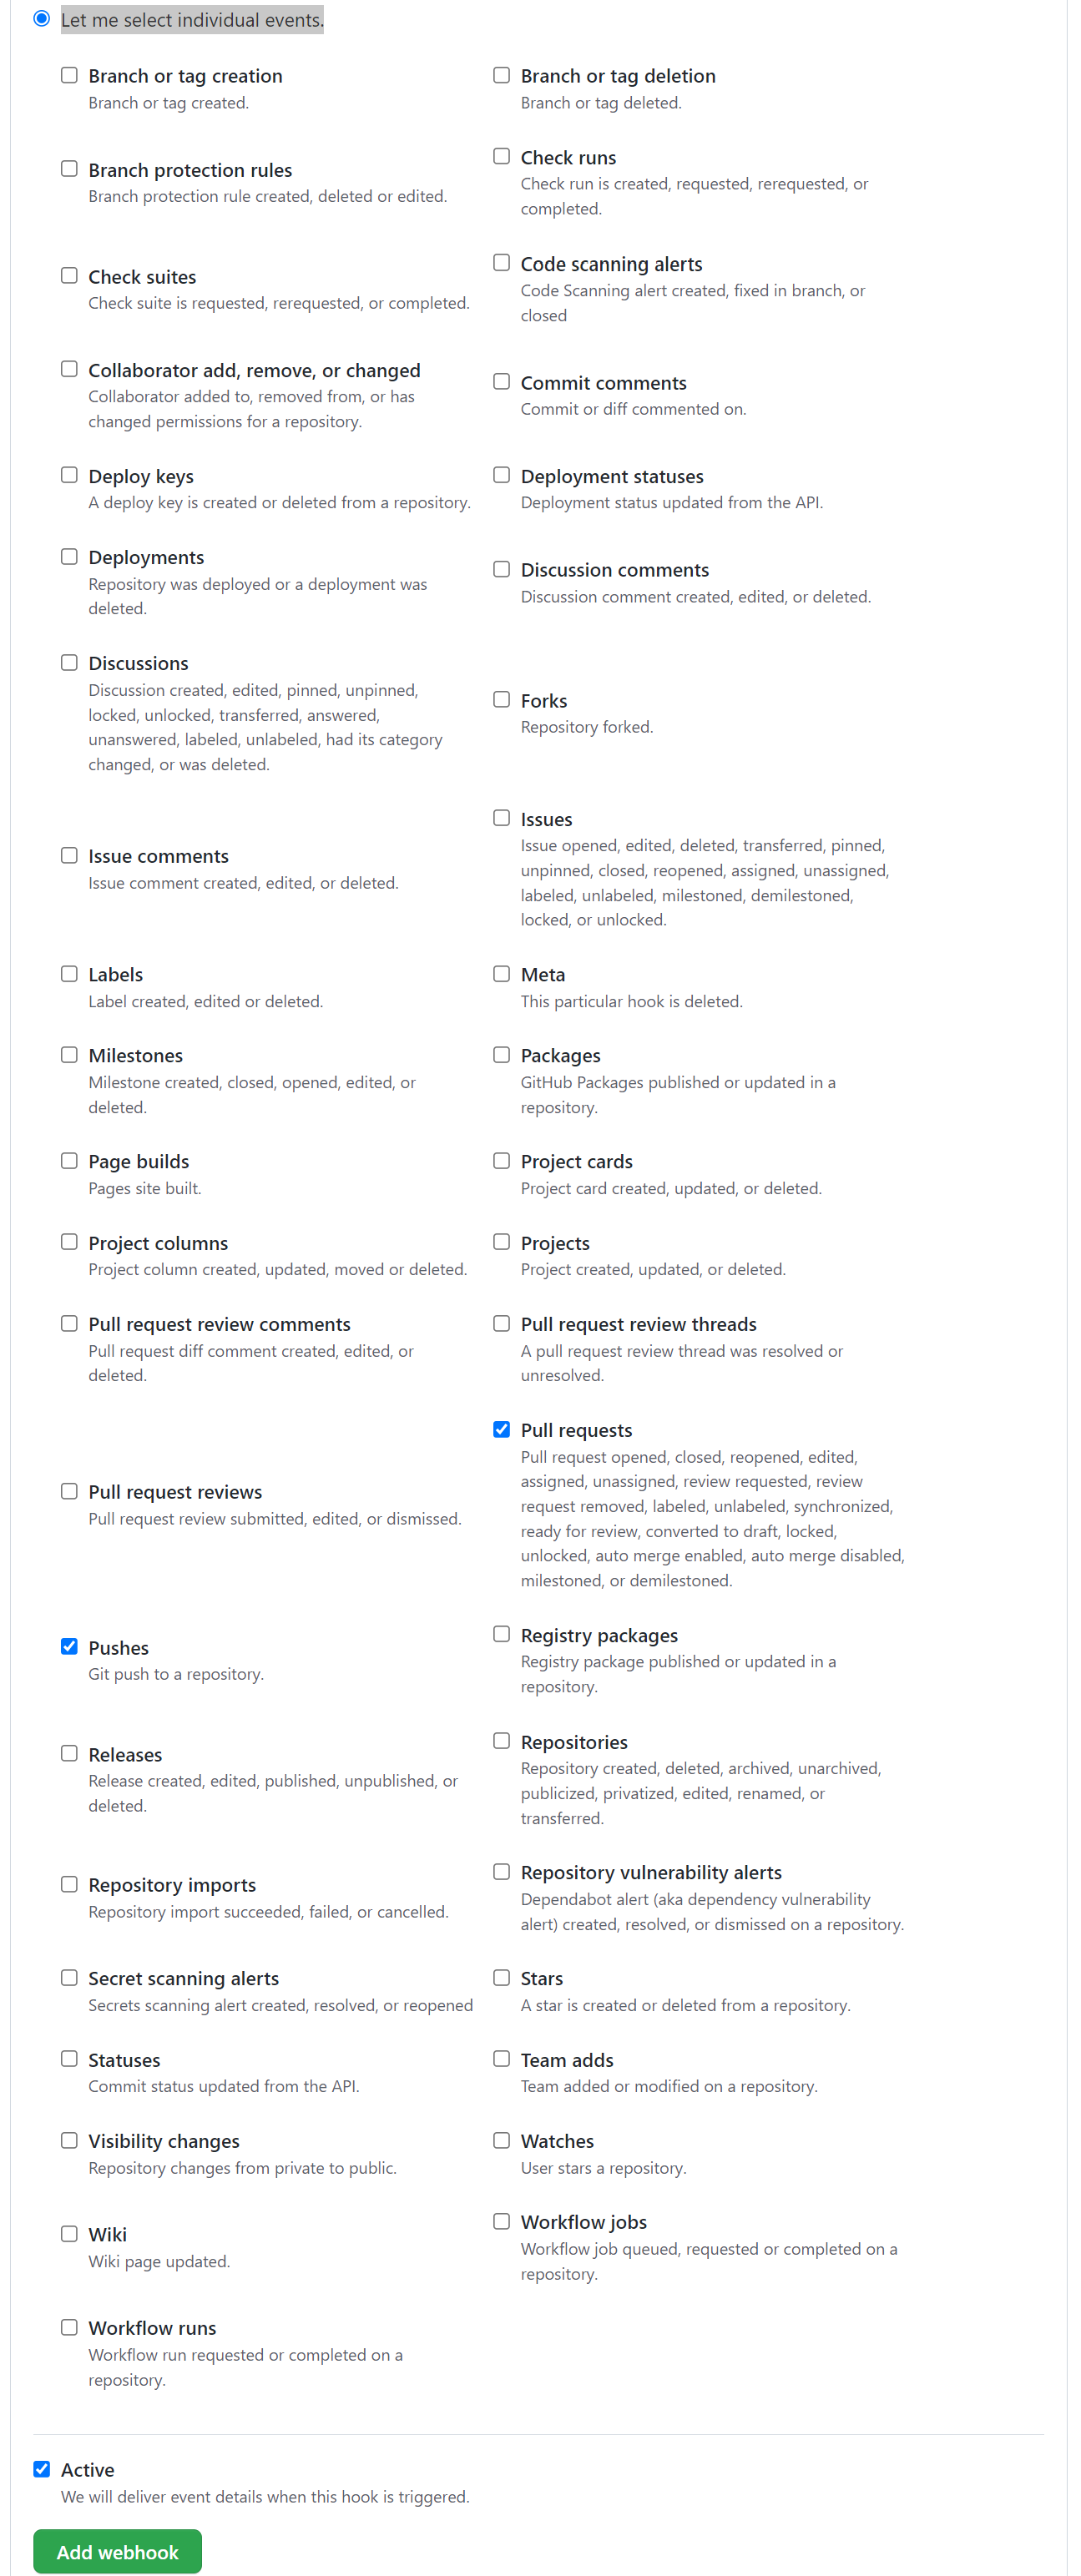 Let me select individual events.
Branch or tag creation
Branch or tag created.
Branch or tag deletion
Branch or tag deleted.
Branch protection rules
Branch protection rule created, deleted or edited.
Check runs
Check run is created, requested, rerequested, or
completed.
Check suites
Check suite is requested, rerequested, or completed.
Code scanning alerts
Code Scanning alert created, fixed in branch, or
closed
Collaborator add, remove, or changed
Collaborator added to, removed from, or has
changed permissions for a repository.
Commit comments
Commit or diff commented on.
Deploy keys
A deploy key is created or deleted from a repository.
Deployment statuses
Deployment status updated from the API.
Deployments
Repository was deployed or a deployment was
deleted.
Discussion comments
Discussion comment created, edited, or deleted.
Discussions
Discussion created, edited, pinned, unpinned,
locked, unlocked, transferred, answered,
unanswered, labeled, unlabeled, had its category
changed, or was deleted.
Forks
Repository forked.
Issue comments
Issue comment created, edited, or deleted.
Issues
Issue opened, edited, deleted, transferred, pinned,
unpinned, closed, reopened, assigned, unassigned,
labeled, unlabeled, milestoned, demilestoned,
locked, or unlocked.
Labels
Label created, edited or deleted.
Meta
This particular hook is deleted.
Milestones
Milestone created, closed, opened, edited, or
deleted.
Packages
GitHub Packages published or updated in a
repository.
Page builds
Pages site built.
Project cards
Project card created, updated, or deleted.
Project columns
Project column created, updated, moved or deleted.
Projects
Project created, updated, or deleted.
Pull request review comments
Pull request diff comment created, edited, or
deleted.
Pull request review threads
A pull request review thread was resolved or
unresolved.
Pull request reviews
Pull request review submitted, edited, or dismissed.
Pull requests
Pull request opened, closed, reopened, edited,
assigned, unassigned, review requested, review
request removed, labeled, unlabeled, synchronized,
ready for review, converted to draft, locked,
unlocked, auto merge enabled, auto merge disabled,
milestoned, or demilestoned.
Pushes
Git push to a repository.
Registry packages
Registry package published or updated in a
repository.
Releases
Release created, edited, published, unpublished, or
deleted.
Repositories
Repository created, deleted, archived, unarchived,
publicized, privatized, edited, renamed, or
transferred.
Repository imports
Repository import succeeded, failed, or cancelled.
Repository vulnerability alerts
Dependabot alert (aka dependency vulnerability
alert) created, resolved, or dismissed on a repository.
Secret scanning alerts
Secrets scanning alert created, resolved, or reopened
Stars
A star is created or deleted from a repository.
Statuses
Commit status updated from the API.
Team adds
Team added or modified on a repository.
Visibility changes
Repository changes from private to public.
Watches
User stars a repository.
Wiki
Wiki page updated.
Workflow jobs
Workflow job queued, requested or completed on a
repository.
Workflow runs
Workflow run requested or completed on a
repository.
Active
We will deliver event details when this hook is triggered.
Add webhook